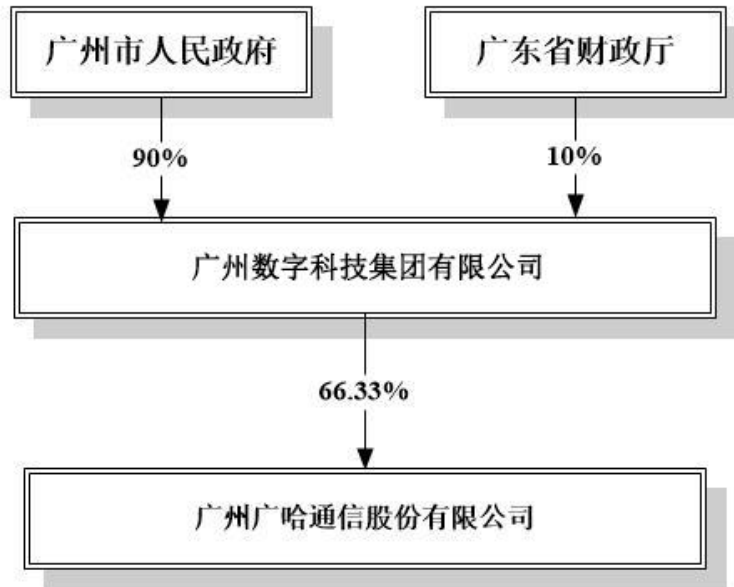 广州市人民政府
广东省财政厅
90%
10%
广州数字科技集团有限公司
66.33%
广州广哈通信股份有限公司